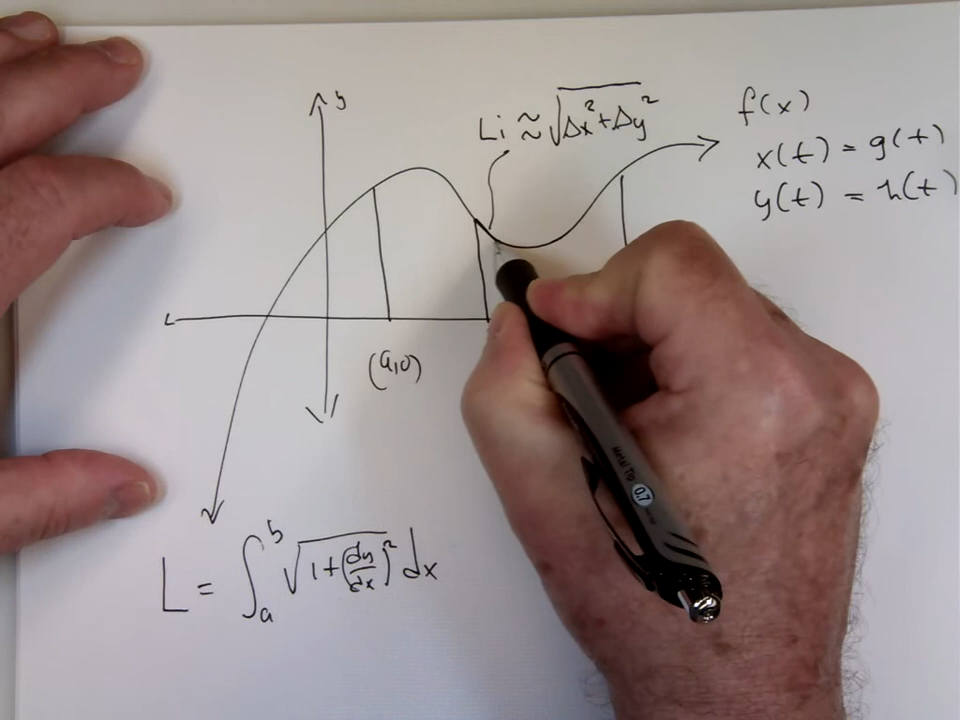 y
Li ≈ √Δx²+Δy²
f(x)
x(t) = g(t)
y(t) = h(t)
(a,0)
L = ∫ₐᵇ √1+(dy/dx)² dx
Metal Tip 0.7